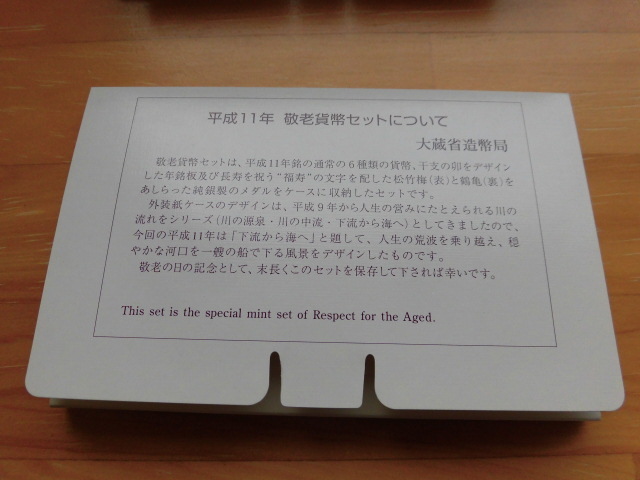 平成11年 敬老貨幣セットについて
大蔵省造幣局
敬老貨幣セットは、平成11年銘の通常の6種類の貨幣、干支の卯をデザイン
した年銘板及び長寿を祝う“福寿”の文字を配した松竹梅(表)と鶴亀(裏)を
あしらった純銀製のメダルをケースに収納したセットです。
外装紙ケースのデザインは、平成9年から人生の営みにたとえられる川の
流れをシリーズ(川の源泉・川の中流・下流から海へ)としてきましたので、
今回の平成11年は「下流から海へ」と題して、人生の荒波を乗り越え、穏
やかな河口を一艘の船で下る風景をデザインしたものです。
敬老の日の記念として、末長くこのセットを保存して下されば幸いです。
This set is the special mint set of Respect for the Aged.